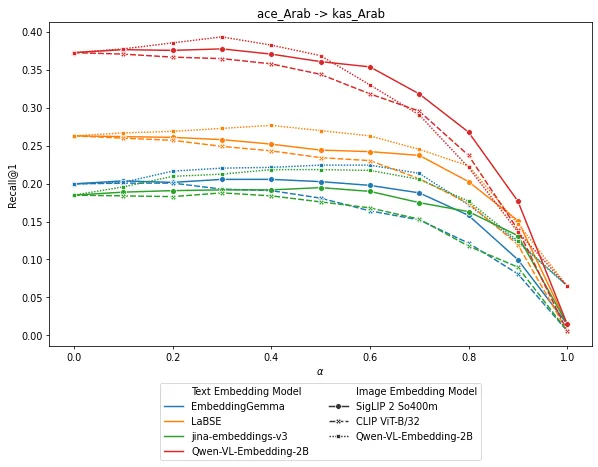 ace_Arab -> kas_Arab
0.40
0.35
0.30
0.25
0.20
0.15
0.10
0.05
0.00
Recall@1
0.0 0.2 0.4 0.6 0.8 1.0
α
Text Embedding Model
EmbeddingGemma
LaBSE
jina-embeddings-v3
Qwen-VL-Embedding-2B
Image Embedding Model
SigLIP 2 So400m
CLIP ViT-B/32
Qwen-VL-Embedding-2B